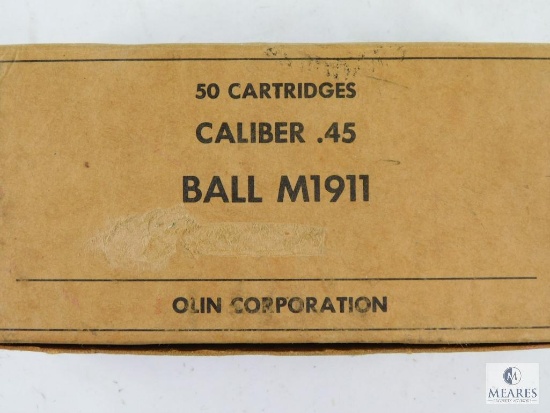 50 CARTRIDGES
CALIBER .45
BALL M1911
OLIN CORPORATION
MEARES